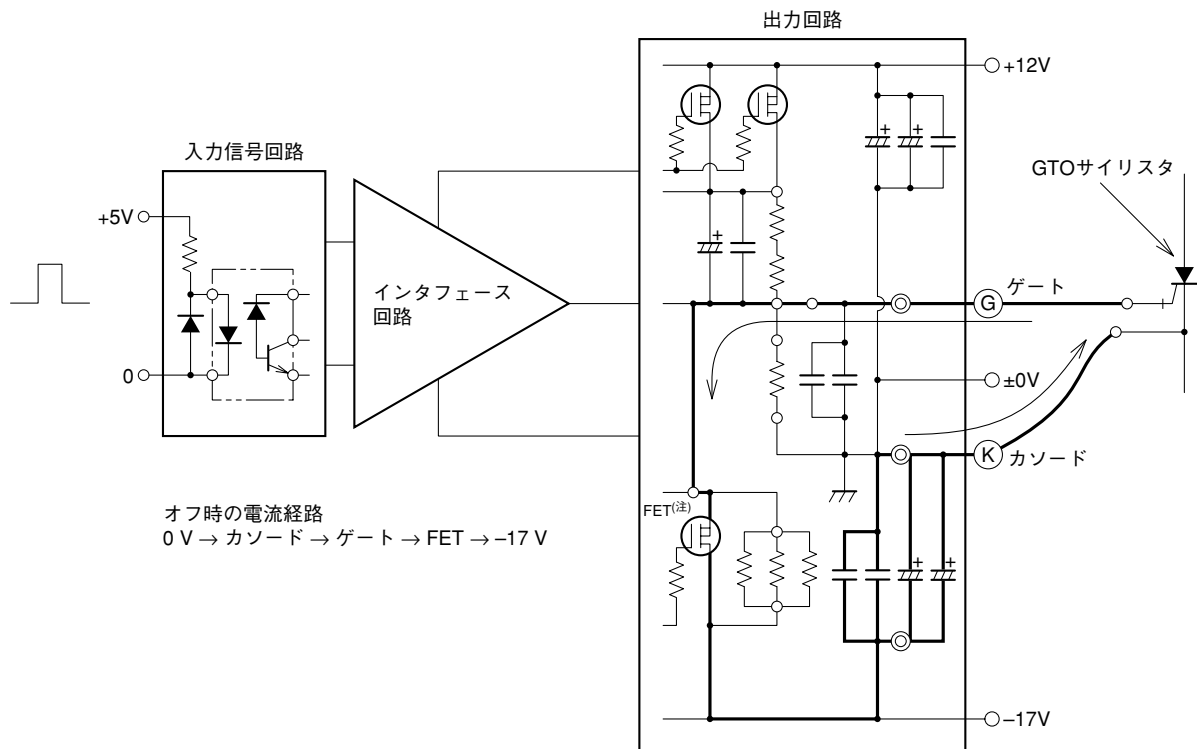 出力回路
+12V
入力信号回路
GTOサイリスタ
+5V
+
+
+
インタフェース
回路
G
ゲート
0
±0V
K
カソード
オフ時の電流経路
0 V → カソード → ゲート → FET → –17 V
FET(注)
+
+
–17V